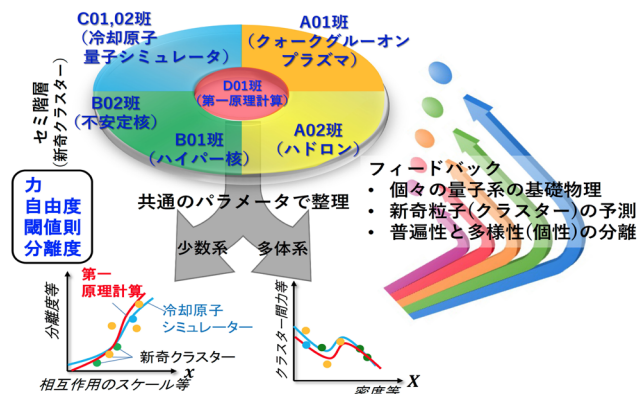 C01,02班
(冷却原子
量子シミュレータ)
A01班
(クォークグルーオン
プラズマ)
D01班
(第一原理計算)
セミ階層
(新奇クラスター)
B02班
(不安定核)
B01班
(ハイパー核)
A02班
(ハドロン)
力
自由度
閾値則
分離度
共通のパラメータで整理
少数系
多体系
フィードバック
• 個々の量子系の基礎物理
• 新奇粒子(クラスター)の予測
• 普遍性と多様性(個性)の分離
分離度等
第一
原理計算
冷却原子
シミュレーター
新奇クラスター
x
相互作用のスケール等
クラスター間力等
X
密度等